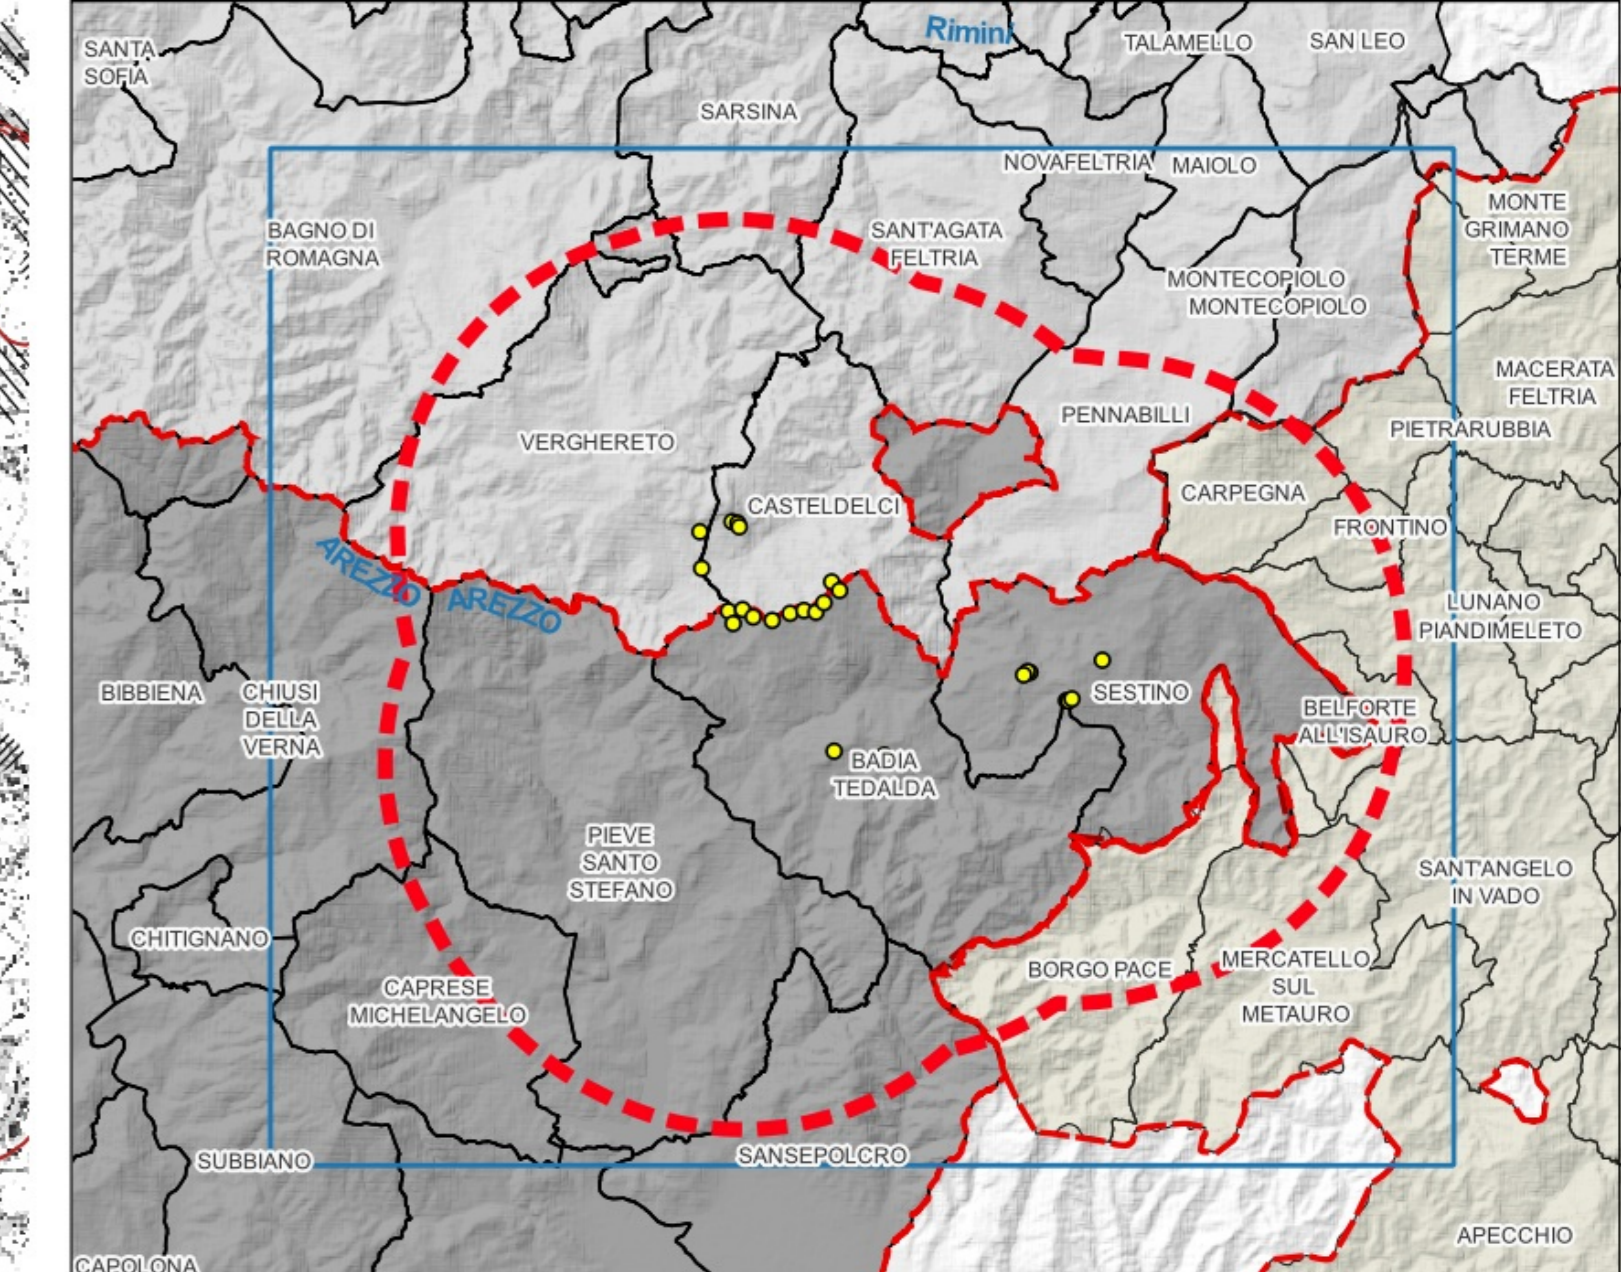 Rimini
SANTA
SOFIA
TALAMELLO
SAN LEO
SARSINA
NOVAFELTRIA
MAIOLO
BAGNO DI
ROMAGNA
SANT'AGATA
FELTRIA
MONTE
GRIMANO
TERME
MONTECOPIOLO
MONTECOPIOLO
MACERATA
FELTRIA
VERGHERETO
PENNABILLI
PIETRARUBBIA
CASTELDELCI
CARPEGNA
FRONTINO
AREZZO
AREZZO
LUNANO
PIANDIMELETO
BIBBIENA
CHIUSI
DELLA
VERNA
SESTINO
BELFORTE
ALL'ISAURO
BADIA
TEDALDA
PIEVE
SANTO
STEFANO
SANT'ANGELO
IN VADO
CHITIGNANO
BORGO PACE
MERCATELLO
SUL
METAURO
CAPRESE
MICHELANGELO
SUBBIANO
SANSEPOLCRO
APECCHIO
CAPOLONA